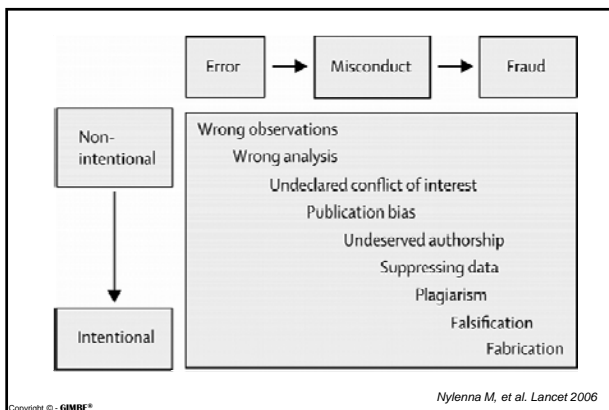 Error
Misconduct
Fraud
Non-
intentional
Intentional
Wrong observations
Wrong analysis
Undeclared conflict of interest
Publication bias
Undeserved authorship
Suppressing data
Plagiarism
Falsification
Fabrication
Nylenna M, et al. Lancet 2006
Copyright © - GIMBE®